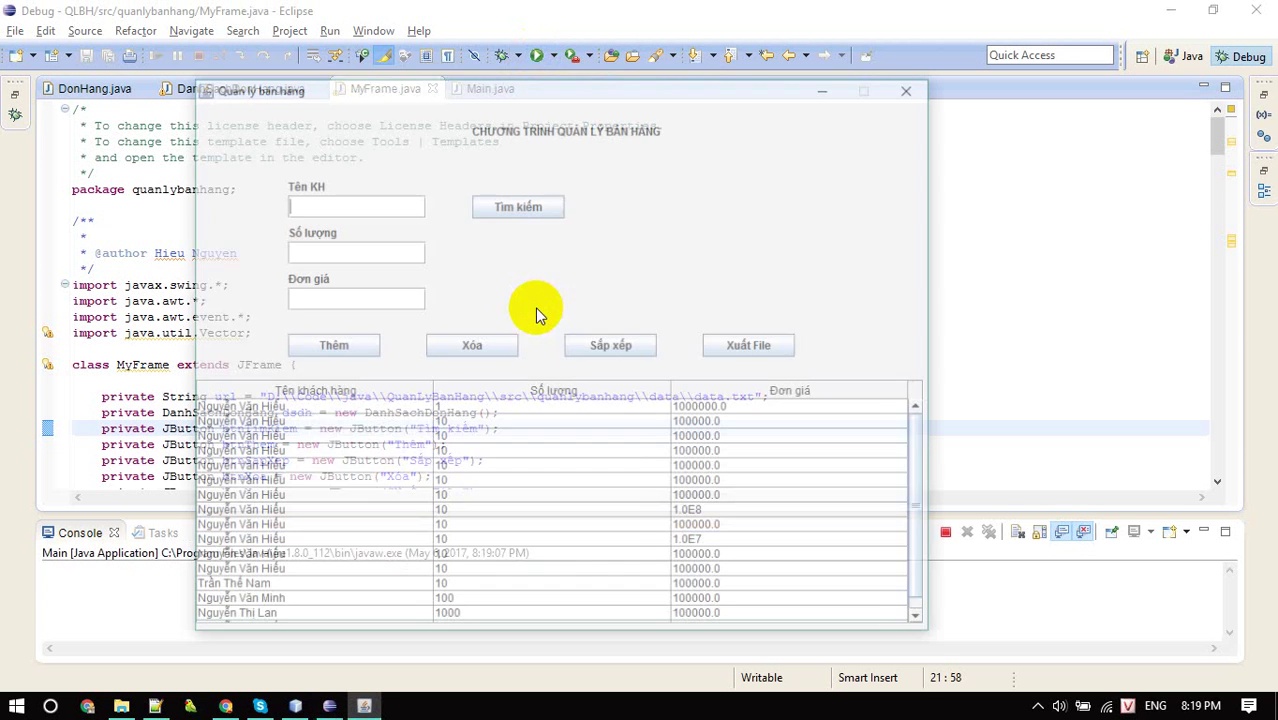 Debug - QLBH/src/quanlybanhang/MyFrame.java - Eclipse
File Edit Source Refactor Navigate Search Project Run Window Help
Quick Access
Java
Debug
DonHang.java
MyFrame.java
Main.java
Quản lý bán hàng
/*
* To change this license header, choose License Headers in Project Properties.
CHƯƠNG TRÌNH QUẢN LÝ BÁN HÀNG
* To change this template file, choose Tools | Templates
* and open the template in the editor.
*/
package quanlybanhang;
Tên KH
Tìm kiếm
/**
*
Số lượng
* @author Hieu Nguyen
*/
Đơn giá
import javax.swing.*;
import java.awt.*;
import java.awt.event.*;
import java.util.Vector;
Thêm
Xóa
Sắp xếp
Xuất File
class MyFrame extends JFrame {
Tên khách hàng Số lượng Đơn giá
private String url = "D:\\Code\\java\\QuanLyBanHang\\src\\quanlybanhang\\data\\data.txt";
Nguyễn Văn Hiếu 1 1000000.0
private DanhSachDonHang dsdh = new DanhSachDonHang();
Nguyễn Văn Hiếu 10 100000.0
private JButton btnTimKiem = new JButton("Tìm kiếm");
Nguyễn Văn Hiếu 10 100000.0
private JButton btnThem = new JButton("Thêm");
Nguyễn Văn Hiếu 10 100000.0
private JButton btnSapXep = new JButton("Sắp xếp");
Nguyễn Văn Hiếu 10 100000.0
private JButton btnXoa = new JButton("Xóa");
Nguyễn Văn Hiếu 10 100000.0
Nguyễn Văn Hiếu 10 100000.0
Nguyễn Văn Hiếu 10 1.0E8
Nguyễn Văn Hiếu 10 100000.0
Nguyễn Văn Hiếu 10 1.0E7
Console
Tasks
Main [Java Application] C:\Program 1.8.0_112\bin\javaw.exe (May 2017, 8:19:07 PM)
Nguyễn Văn Hiếu 10 100000.0
Nguyễn Văn Hiếu 10 100000.0
Trần Thế Nam 10 100000.0
Nguyễn Văn Minh 100 100000.0
Nguyễn Thị Lan 1000 100000.0
Writable
Smart Insert
21 : 58
ENG
8:19 PM